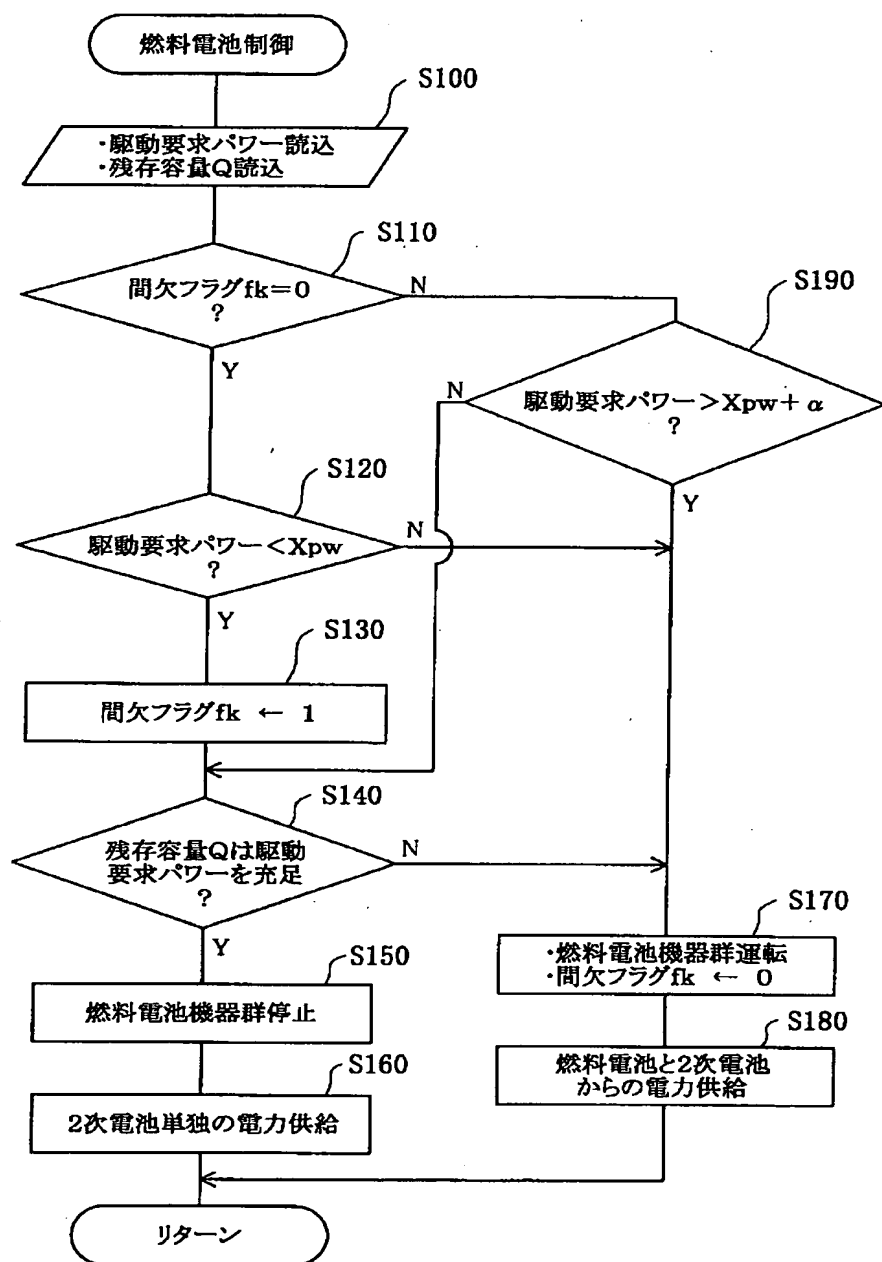 燃料電池制御
S100
・駆動要求パワー読込
・残存容量Q読込
S110
間欠フラグfk=0
?
N
Y
S190
駆動要求パワー>Xpw+α
?
N
Y
S120
駆動要求パワー<Xpw
?
N
Y
S130
間欠フラグfk ← 1
S140
残存容量Qは駆動
要求パワーを充足
?
N
Y
S150
燃料電池機器群停止
S160
2次電池単独の電力供給
S170
・燃料電池機器群運転
・間欠フラグfk ← 0
S180
燃料電池と2次電池
からの電力供給
リターン